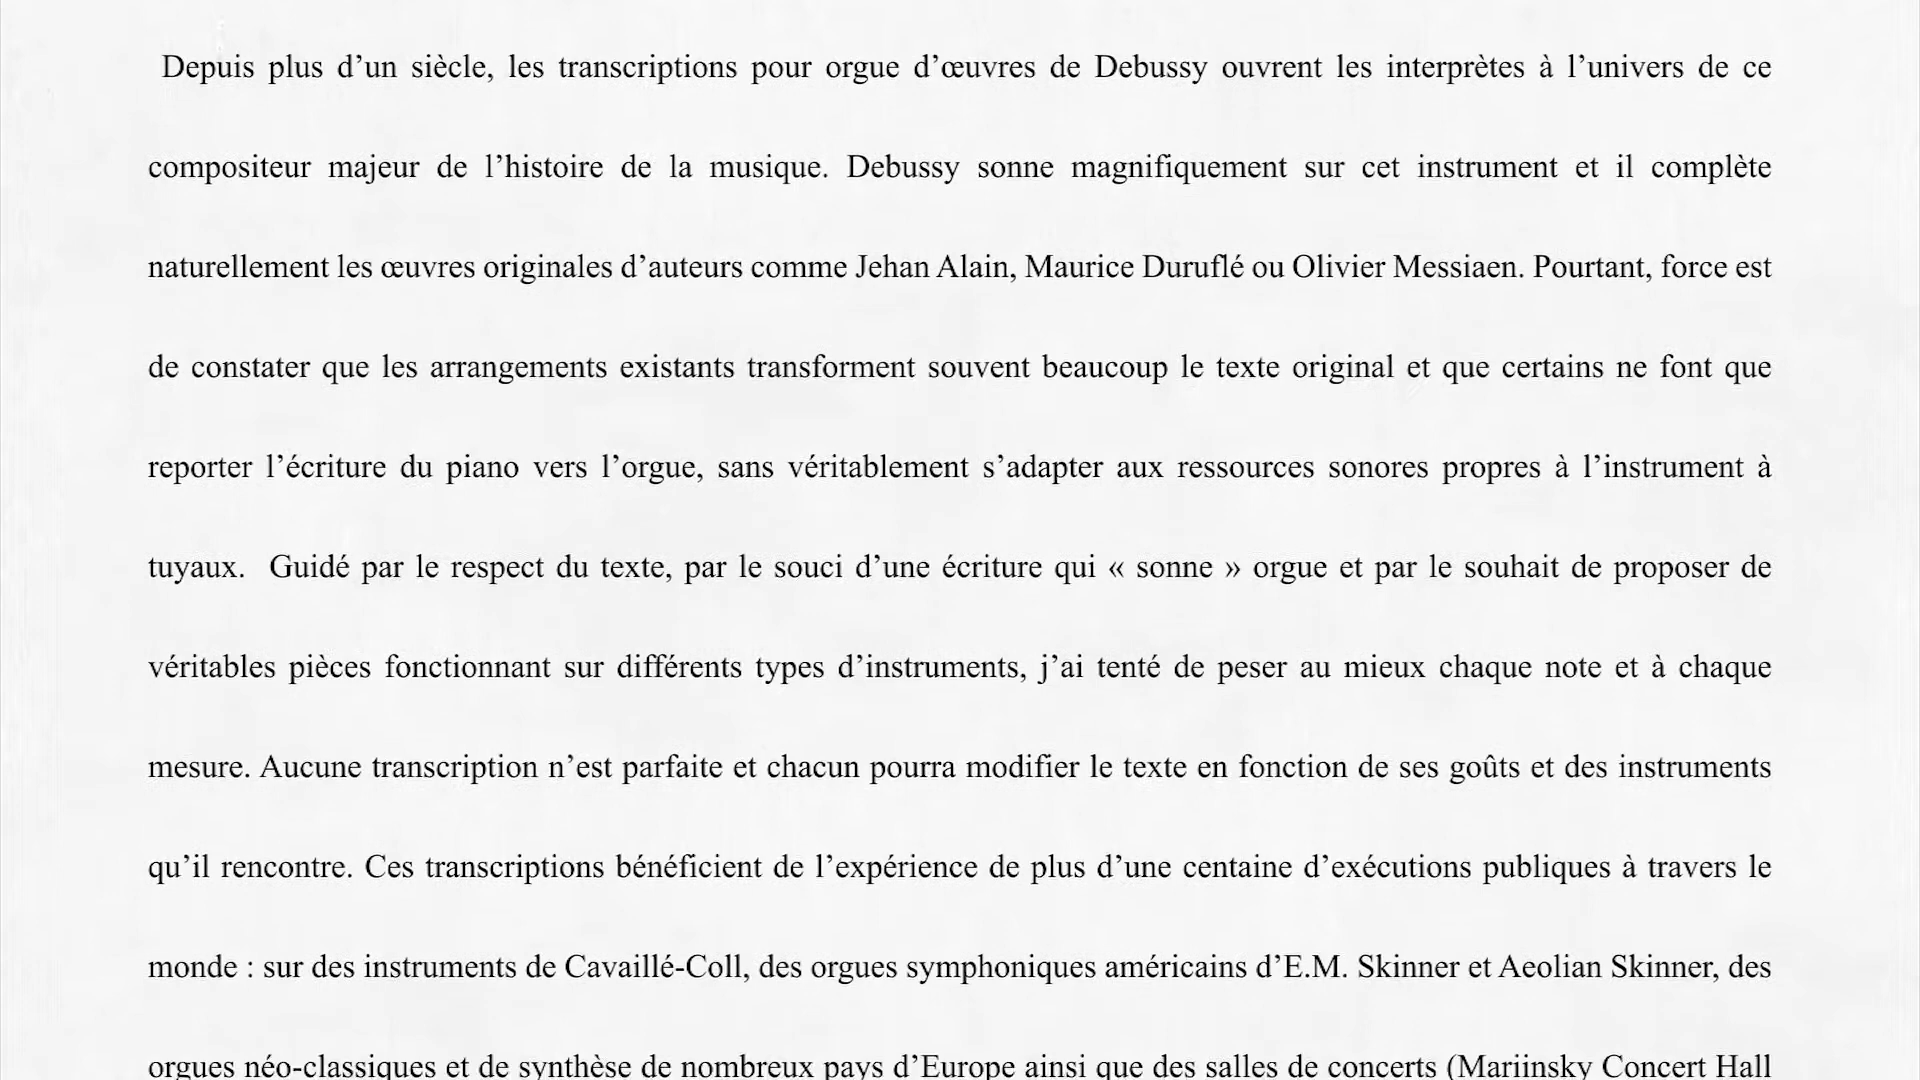 Depuis plus d’un siècle, les transcriptions pour orgue d’œuvres de Debussy ouvrent les interprètes à l’univers de ce
compositeur majeur de l’histoire de la musique. Debussy sonne magnifiquement sur cet instrument et il complète
naturellement les œuvres originales d’auteurs comme Jehan Alain, Maurice Duruflé ou Olivier Messiaen. Pourtant, force est
de constater que les arrangements existants transforment souvent beaucoup le texte original et que certains ne font que
reporter l’écriture du piano vers l’orgue, sans véritablement s’adapter aux ressources sonores propres à l’instrument à
tuyaux.  Guidé par le respect du texte, par le souci d’une écriture qui « sonne » orgue et par le souhait de proposer de
véritables pièces fonctionnant sur différents types d’instruments, j’ai tenté de peser au mieux chaque note et à chaque
mesure. Aucune transcription n’est parfaite et chacun pourra modifier le texte en fonction de ses goûts et des instruments
qu’il rencontre. Ces transcriptions bénéficient de l’expérience de plus d’une centaine d’exécutions publiques à travers le
monde : sur des instruments de Cavaillé-Coll, des orgues symphoniques américains d’E.M. Skinner et Aeolian Skinner, des
orgues néo-classiques et de synthèse de nombreux pays d’Europe ainsi que des salles de concerts (Mariinsky Concert Hall